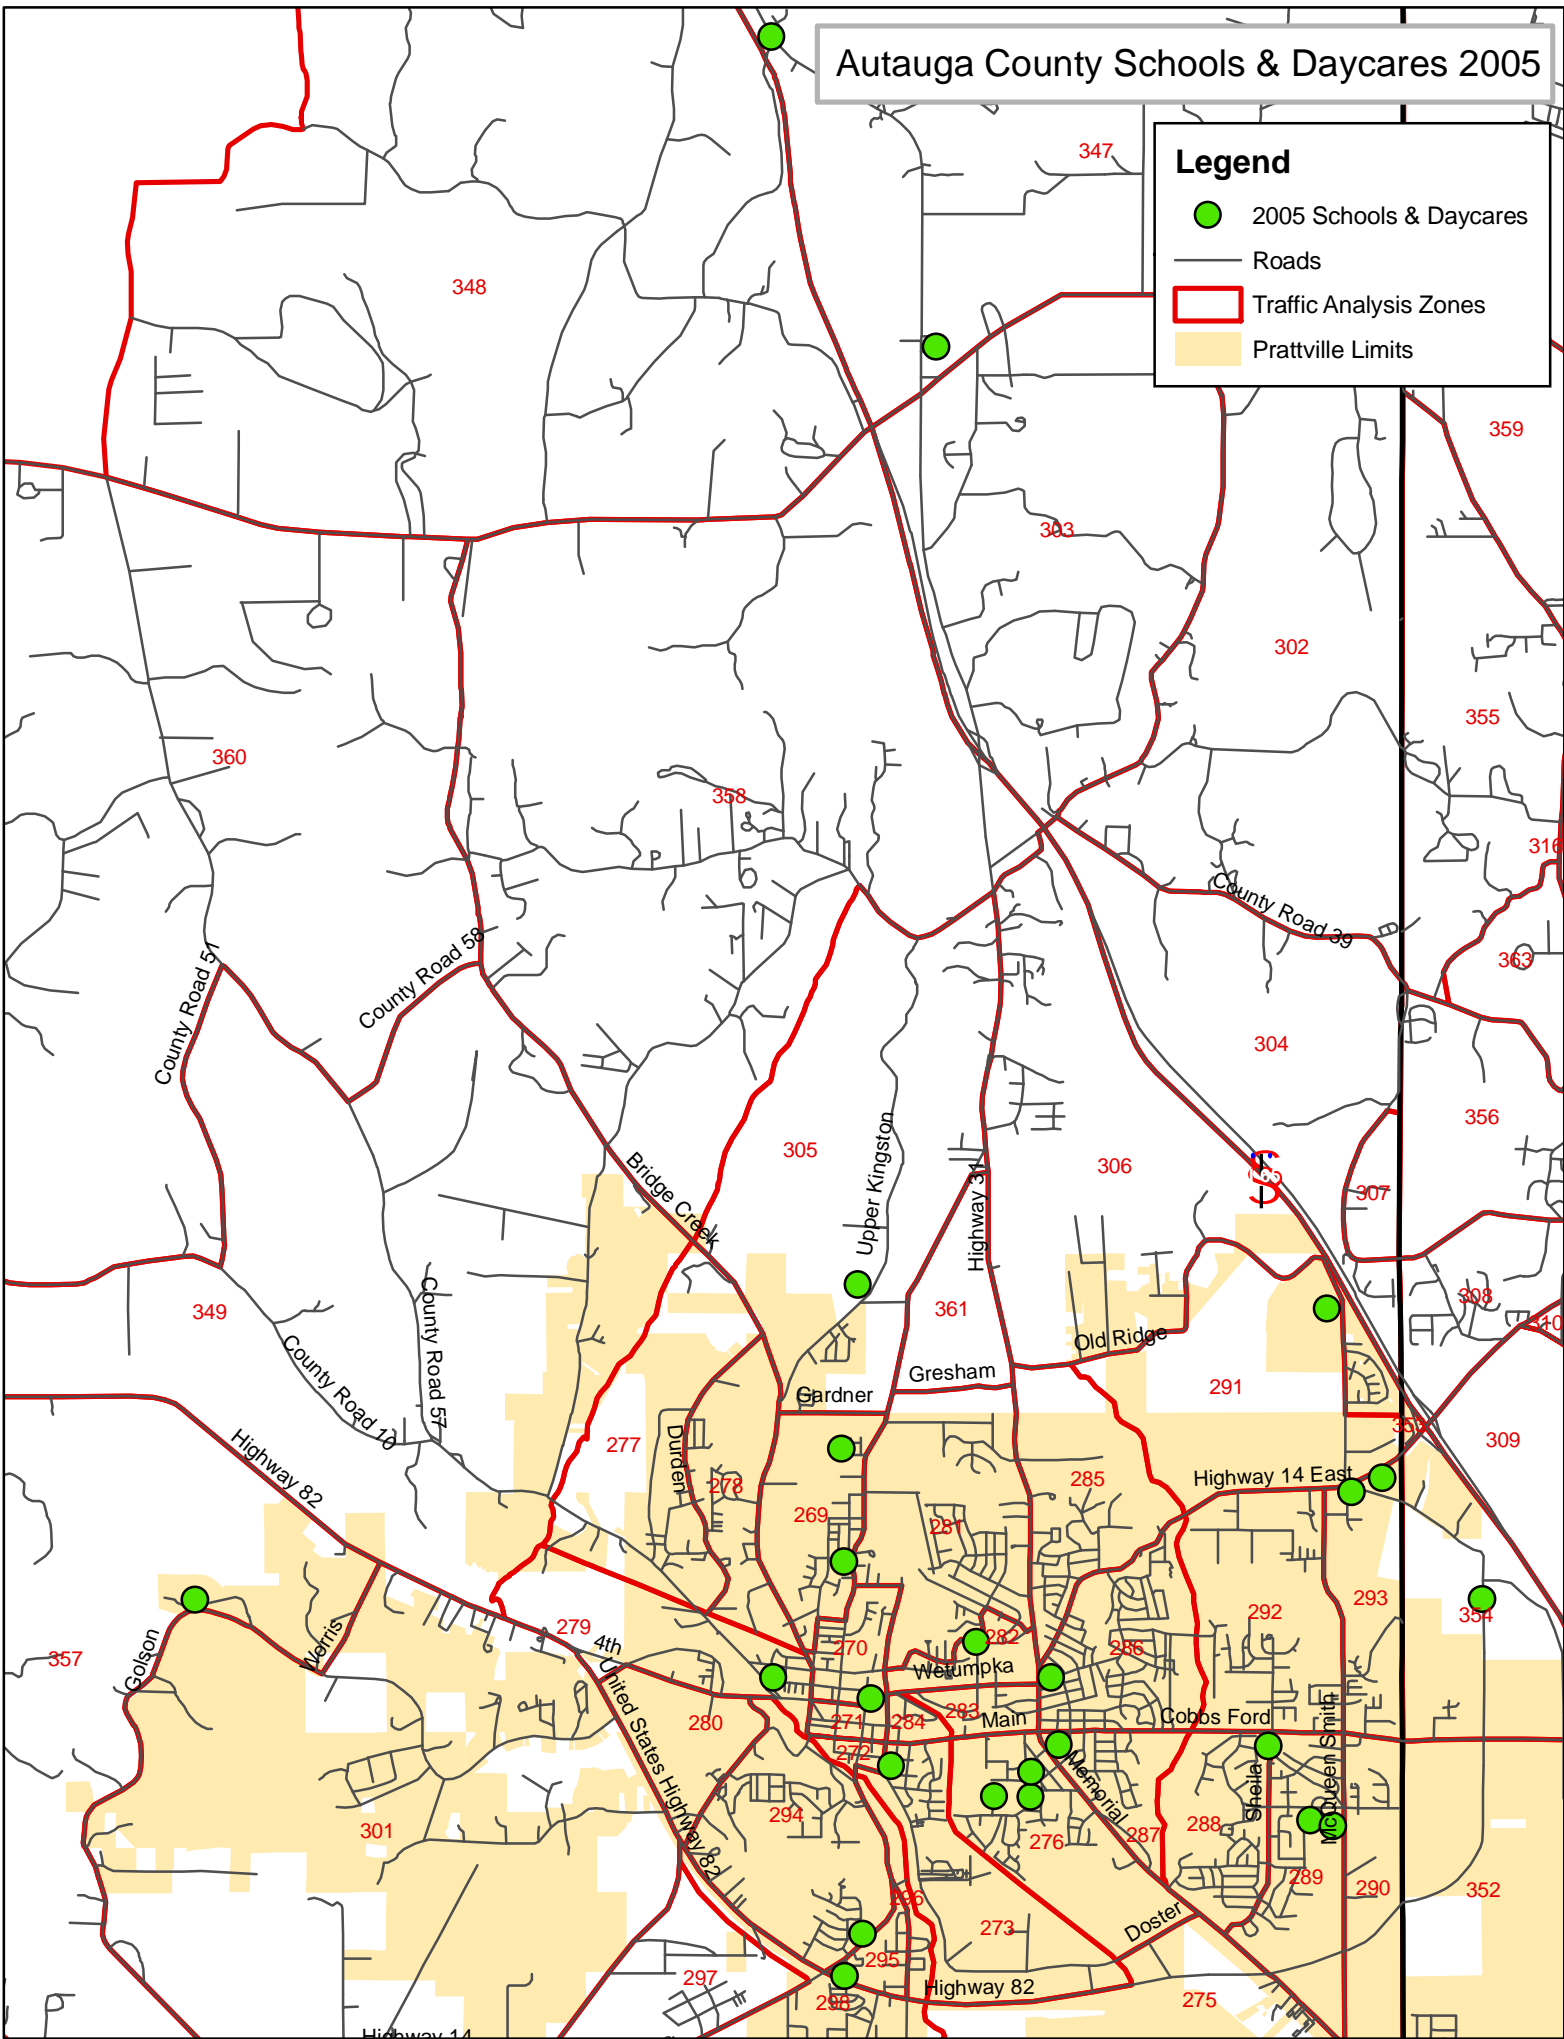 Autauga County Schools & Daycares 2005
Legend
2005 Schools & Daycares
Roads
Traffic Analysis Zones
Prattville Limits
347
348
359
303
302
355
360
358
316
County Road 39
County Road 51
County Road 58
363
304
356
305
Upper Kingston
Highway 31
306
307
Bridge Creek
349
County Road 57
361
308
310
County Road 10
Old Ridge
Gresham
291
Gardner
Highway 82
277
Durden
278
285
Highway 14 East
353
309
269
281
292
293
354
279
4th
270
282
286
357
Golson
Worris
Wetumpka
280
271
284
283
Main
Cobbs Ford
272
United States Highway 82
Memorial
Sheila
McQueen Smith
294
301
276
287
288
289
290
352
296
273
Doster
295
297
298
Highway 82
275
Highway 14